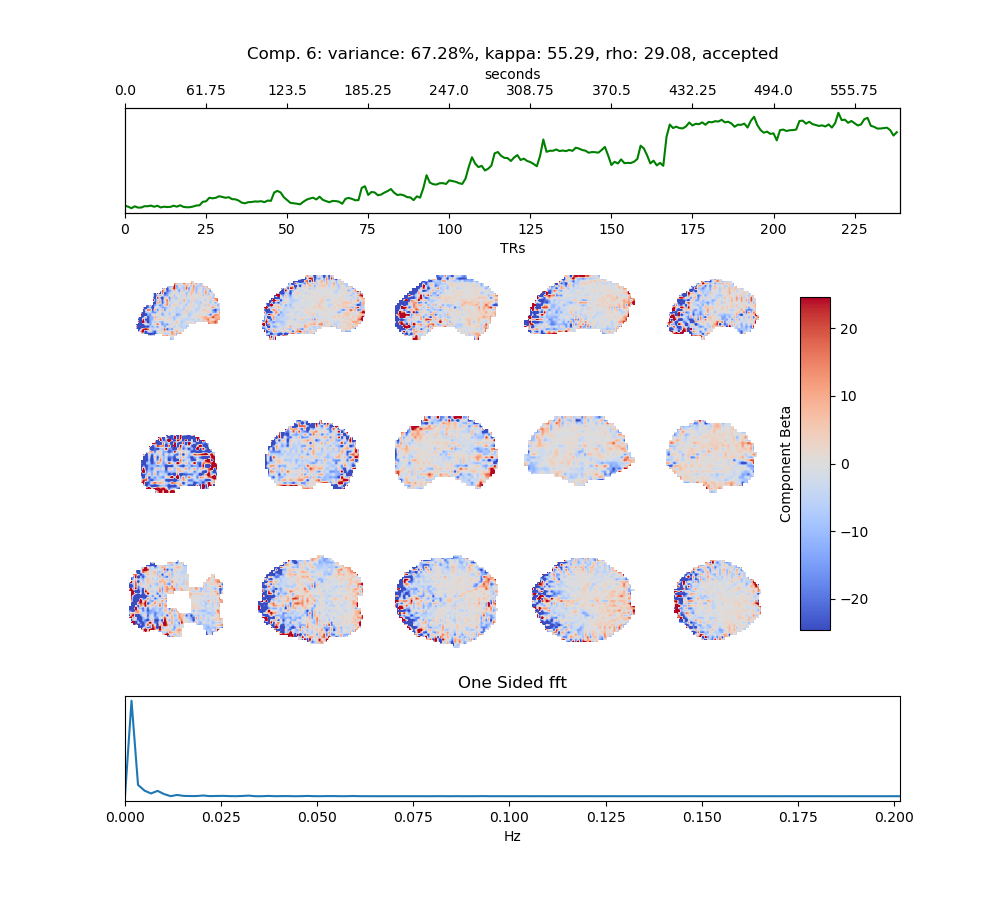 Comp. 6: variance: 67.28%, kappa: 55.29, rho: 29.08, accepted
seconds
0.0 61.75 123.5 185.25 247.0 308.75 370.5 432.25 494.0 555.75
0 25 50 75 100 125 150 175 200 225
TRs
20
10
0
−10
−20
Component Beta
One Sided fft
0.000 0.025 0.050 0.075 0.100 0.125 0.150 0.175 0.200
Hz